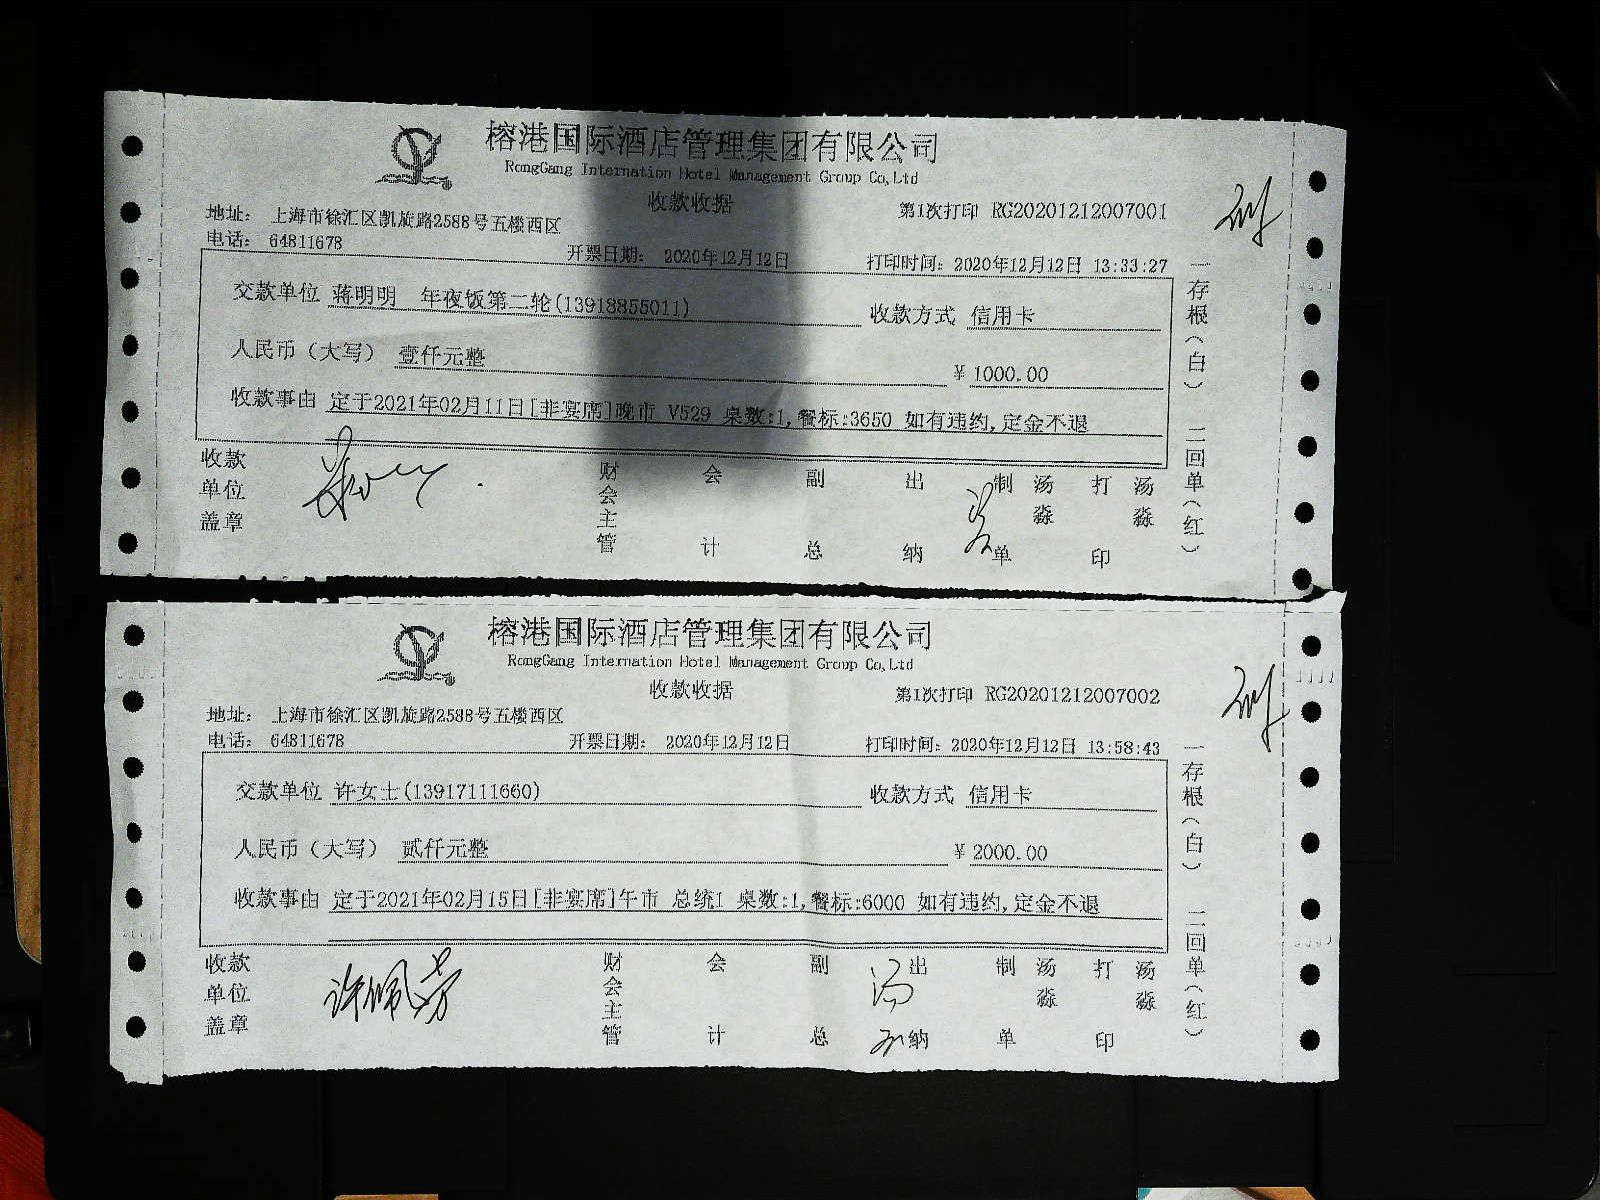 榕港国际酒店管理集团有限公司
RongGang Internation Hotel Management Group Co,Ltd
收款收据
第1次打印 RG20201212007001
地址： 上海市徐汇区凯旋路2588号五楼西区
电话： 64811678
开票日期： 2020年12月12日
打印时间：2020年12月12日 13:33:27
交款单位 蒋明明 年夜饭第二轮(13918855011)
收款方式 信用卡
人民币（大写） 壹仟元整
¥ 1000.00
收款事由 定于2021年02月11日[非宴席]晚市 V529 桌数:1,餐标:3650 如有违约,定金不退
收款单位盖章
财会主管
会计
副总
出纳
制单
汤淼
打印
汤淼
一存根（白） 二回单（红）
榕港国际酒店管理集团有限公司
RongGang Internation Hotel Management Group Co,Ltd
收款收据
第1次打印 RG20201212007002
地址： 上海市徐汇区凯旋路2588号五楼西区
电话： 64811678
开票日期： 2020年12月12日
打印时间：2020年12月12日 13:58:43
交款单位 许女士(13917111660)
收款方式 信用卡
人民币（大写） 贰仟元整
¥ 2000.00
收款事由 定于2021年02月15日[非宴席]午市 总统1 桌数:1,餐标:6000 如有违约,定金不退
收款单位盖章
许佩芳
财会主管
会计
副总
出纳
制单
汤淼
打印
汤淼
一存根（白） 二回单（红）